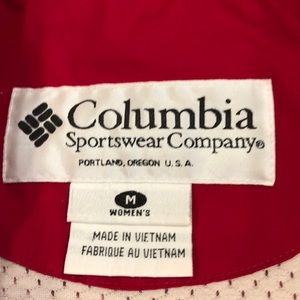 Columbia
Sportswear Company®
PORTLAND, OREGON U.S.A.
M
WOMEN'S
MADE IN VIETNAM
FABRIQUE AU VIETNAM